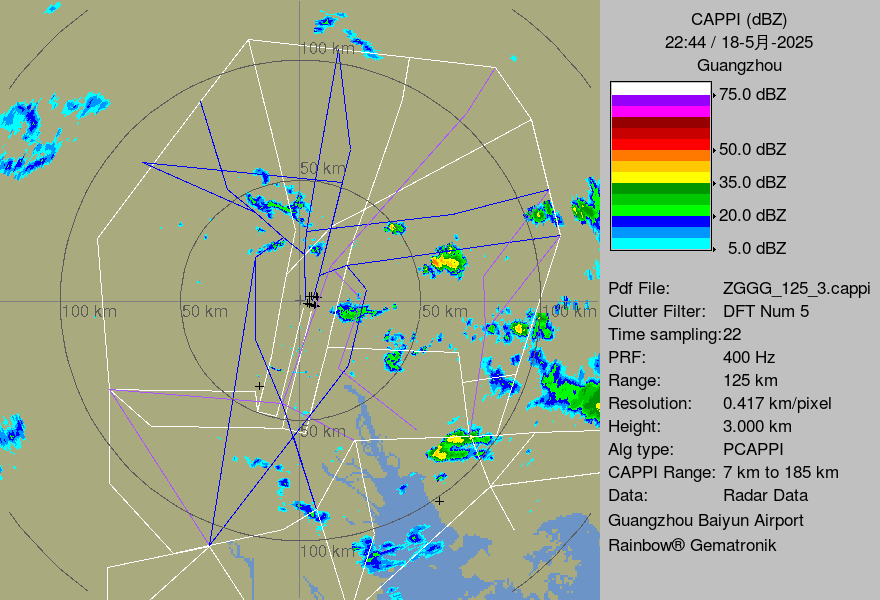 CAPPI (dBZ)
22:44 / 18-5月-2025
Guangzhou
75.0 dBZ
50.0 dBZ
35.0 dBZ
20.0 dBZ
5.0 dBZ
Pdf File: ZGGG_125_3.cappi
Clutter Filter: DFT Num 5
Time sampling:22
PRF: 400 Hz
Range: 125 km
Resolution: 0.417 km/pixel
Height: 3.000 km
Alg type: PCAPPI
CAPPI Range: 7 km to 185 km
Data: Radar Data
Guangzhou Baiyun Airport
Rainbow® Gematronik
100 km
50 km
100 km
50 km
50 km
100 km
50 km
100 km